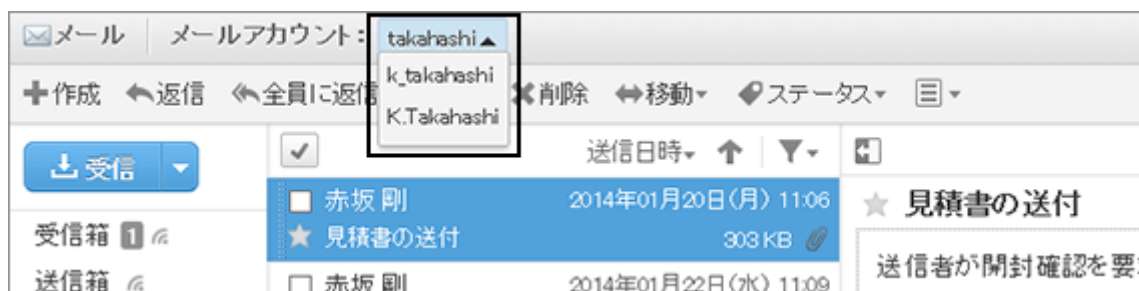 メール メールアカウント: takahashi▲
k_takahashi
K.Takahashi
作成 返信 全員に返信 削除 移動 ステータス
受信
送信日時
赤坂 剛 2014年01月20日(月) 11:06
見積書の送付 303 KB
見積書の送付
受信箱 1
送信者が開封確認を要
送信箱
赤坂 剛 2014年01月22日(水) 11:09